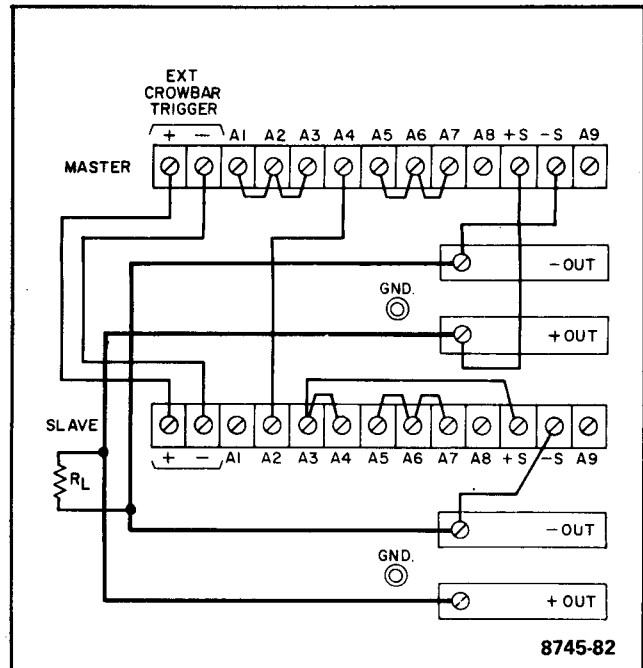 EXT
CROWBAR
TRIGGER
+ − A1 A2 A3 A4 A5 A6 A7 A8 +S −S A9
MASTER
−OUT
GND.
+OUT
SLAVE
+ − A1 A2 A3 A4 A5 A6 A7 A8 +S −S A9
RL
−OUT
GND.
+OUT
8745-82